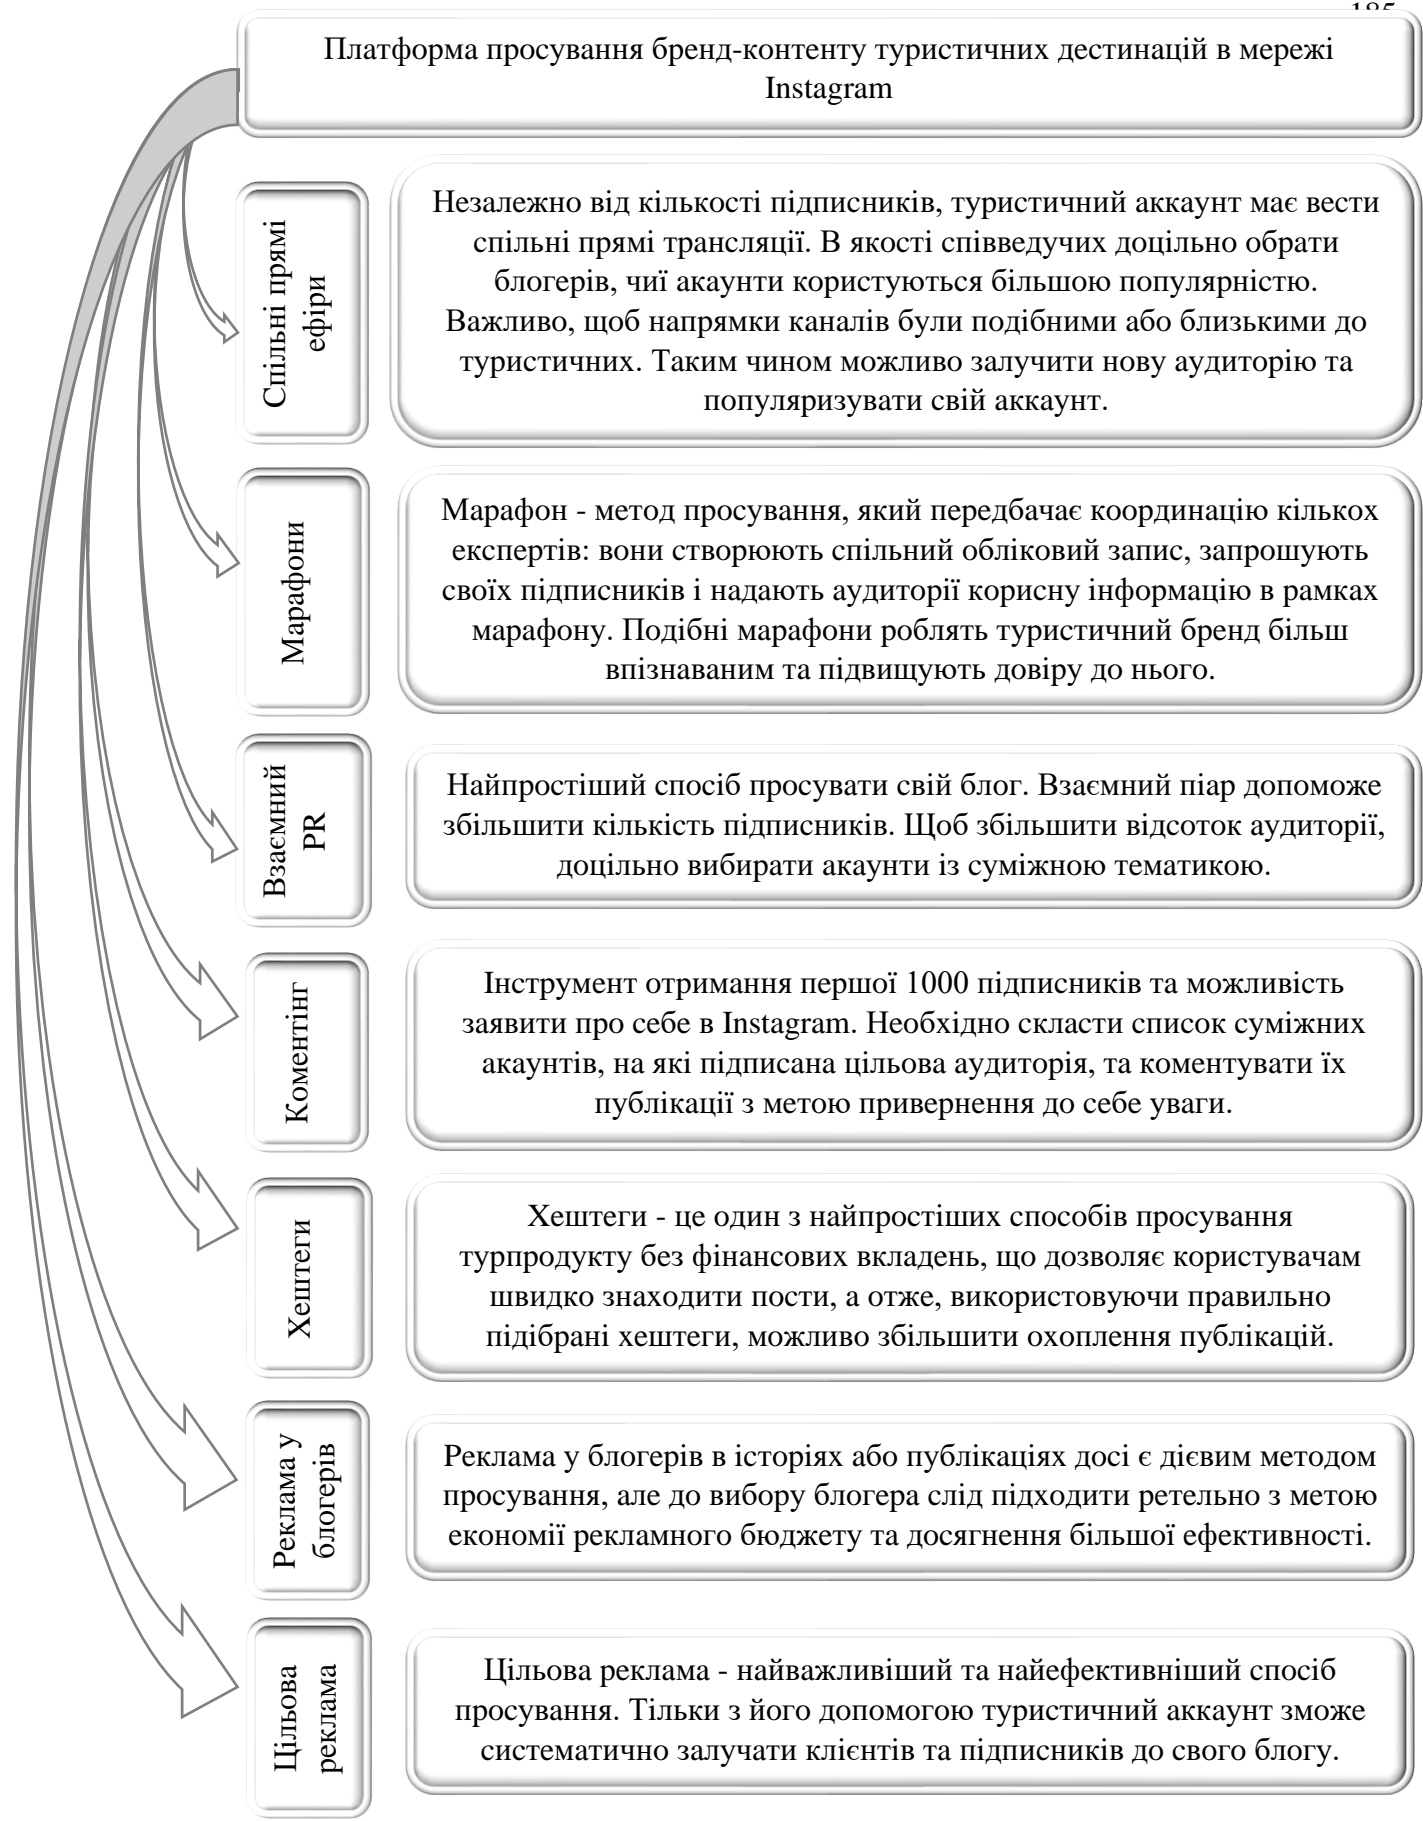 185
Платформа просування бренд-контенту туристичних дестинацій в мережі
Instagram
Спільні прямі
ефіри
Незалежно від кількості підписників, туристичний аккаунт має вести
спільні прямі трансляції. В якості співведучих доцільно обрати
блогерів, чиї акаунти користуються більшою популярністю.
Важливо, щоб напрямки каналів були подібними або близькими до
туристичних. Таким чином можливо залучити нову аудиторію та
популяризувати свій аккаунт.
Марафони
Марафон - метод просування, який передбачає координацію кількох
експертів: вони створюють спільний обліковий запис, запрошують
своїх підписників і надають аудиторії корисну інформацію в рамках
марафону. Подібні марафони роблять туристичний бренд більш
впізнаваним та підвищують довіру до нього.
Взаємний
PR
Найпростіший спосіб просувати свій блог. Взаємний піар допоможе
збільшити кількість підписників. Щоб збільшити відсоток аудиторії,
доцільно вибирати акаунти із суміжною тематикою.
Коментінг
Інструмент отримання першої 1000 підписників та можливість
заявити про себе в Instagram. Необхідно скласти список суміжних
акаунтів, на які підписана цільова аудиторія, та коментувати їх
публікації з метою привернення до себе уваги.
Хештеги
Хештеги - це один з найпростіших способів просування
турпродукту без фінансових вкладень, що дозволяє користувачам
швидко знаходити пости, а отже, використовуючи правильно
підібрані хештеги, можливо збільшити охоплення публікацій.
Реклама у
блогерів
Реклама у блогерів в історіях або публікаціях досі є дієвим методом
просування, але до вибору блогера слід підходити ретельно з метою
економії рекламного бюджету та досягнення більшої ефективності.
Цільова
реклама
Цільова реклама - найважливіший та найефективніший спосіб
просування. Тільки з його допомогою туристичний аккаунт зможе
систематично залучати клієнтів та підписників до свого блогу.